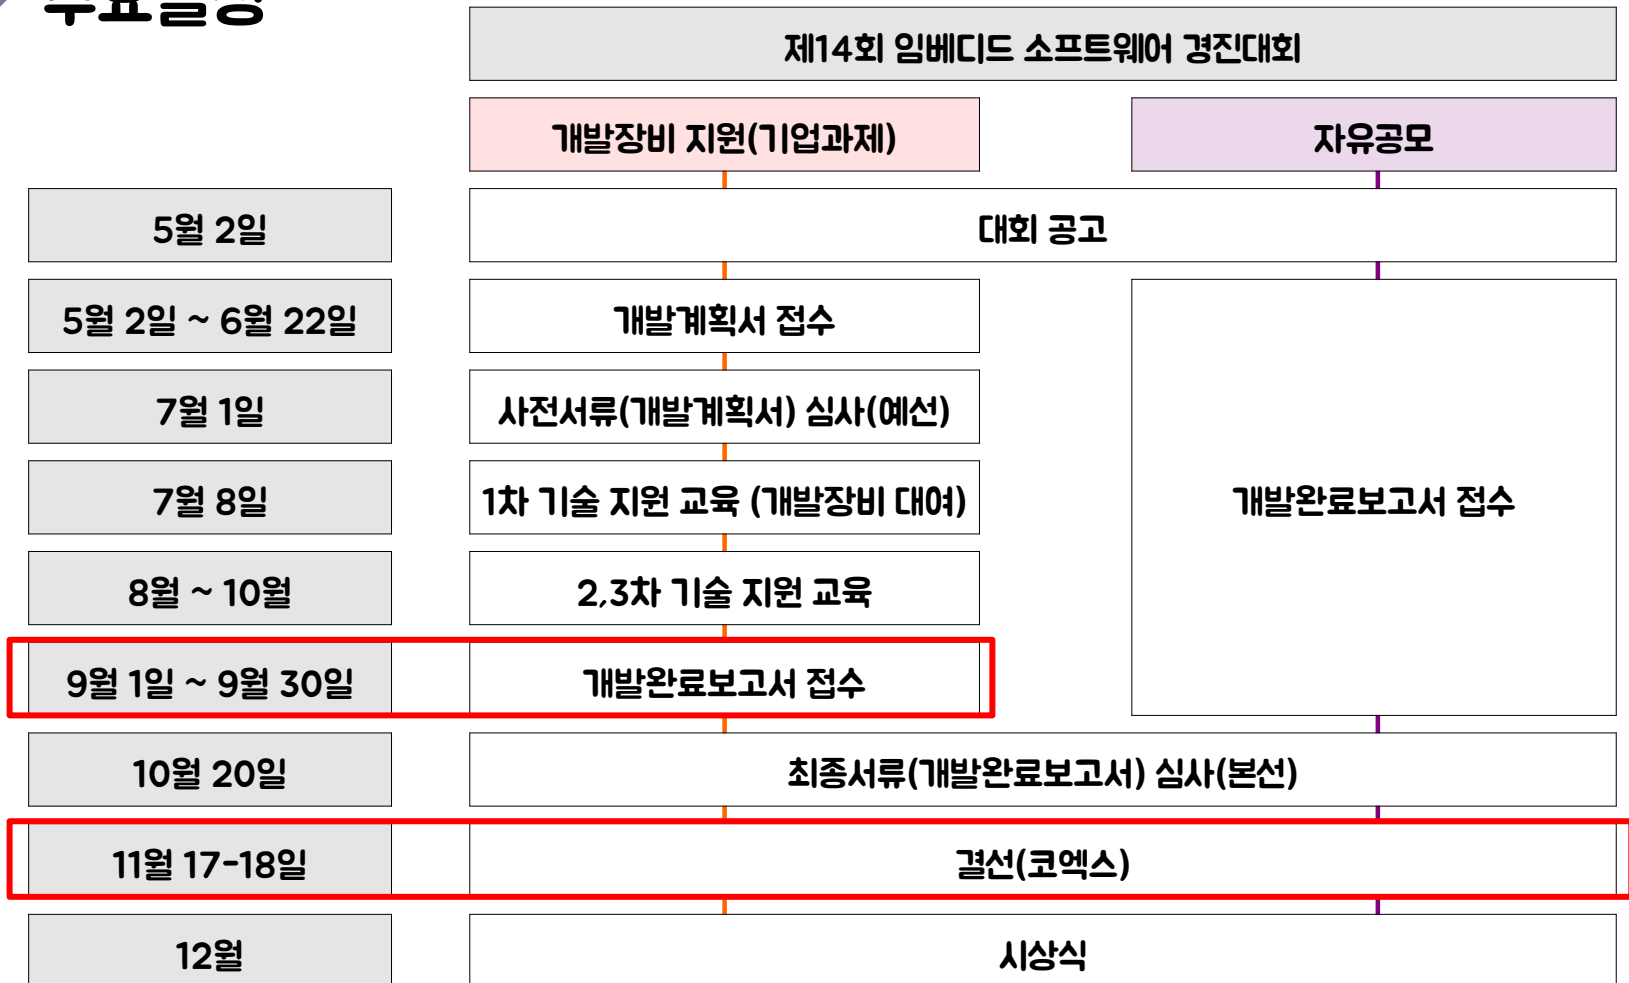 주요일정
제14회 임베디드 소프트웨어 경진대회
개발장비 지원(기업과제)
자유공모
5월 2일
대회 공고
5월 2일 ~ 6월 22일
개발계획서 접수
7월 1일
사전서류(개발계획서) 심사(예선)
7월 8일
1차 기술 지원 교육 (개발장비 대여)
개발완료보고서 접수
8월 ~ 10월
2,3차 기술 지원 교육
9월 1일 ~ 9월 30일
개발완료보고서 접수
10월 20일
최종서류(개발완료보고서) 심사(본선)
11월 17-18일
결선(코엑스)
12월
시상식